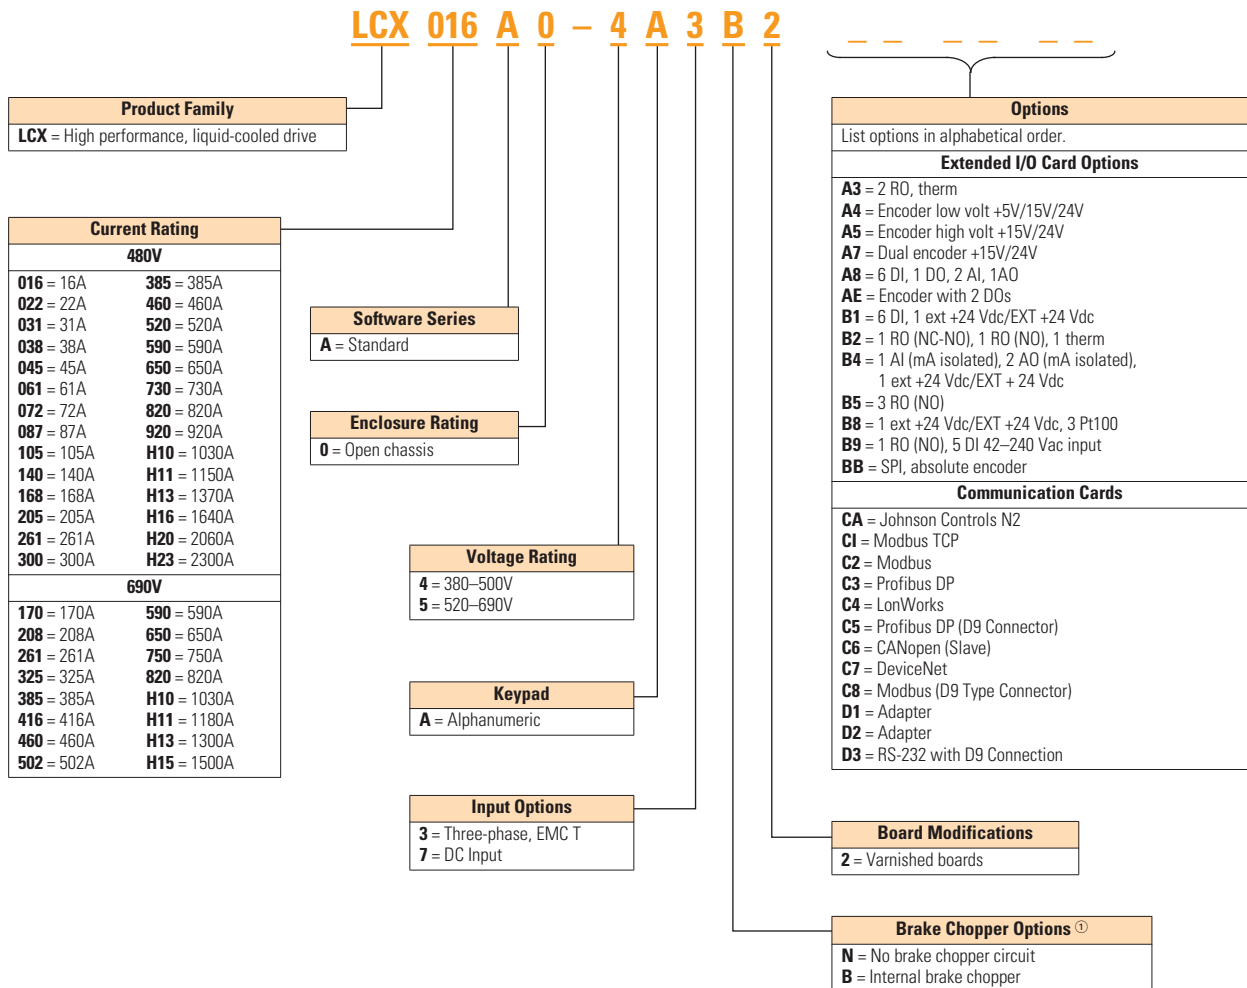 LCX 016 A 0 – 4 A 3 B 2 _ _ _ _ _ _
Product Family
LCX = High performance, liquid-cooled drive
Current Rating
480V
016 = 16A 385 = 385A
022 = 22A 460 = 460A
031 = 31A 520 = 520A
038 = 38A 590 = 590A
045 = 45A 650 = 650A
061 = 61A 730 = 730A
072 = 72A 820 = 820A
087 = 87A 920 = 920A
105 = 105A H10 = 1030A
140 = 140A H11 = 1150A
168 = 168A H13 = 1370A
205 = 205A H16 = 1640A
261 = 261A H20 = 2060A
300 = 300A H23 = 2300A
690V
170 = 170A 590 = 590A
208 = 208A 650 = 650A
261 = 261A 750 = 750A
325 = 325A 820 = 820A
385 = 385A H10 = 1030A
416 = 416A H11 = 1180A
460 = 460A H13 = 1300A
502 = 502A H15 = 1500A
Software Series
A = Standard
Enclosure Rating
0 = Open chassis
Voltage Rating
4 = 380–500V
5 = 520–690V
Keypad
A = Alphanumeric
Input Options
3 = Three-phase, EMC T
7 = DC Input
Options
List options in alphabetical order.
Extended I/O Card Options
A3 = 2 RO, therm
A4 = Encoder low volt +5V/15V/24V
A5 = Encoder high volt +15V/24V
A7 = Dual encoder +15V/24V
A8 = 6 DI, 1 DO, 2 AI, 1AO
AE = Encoder with 2 DOs
B1 = 6 DI, 1 ext +24 Vdc/EXT +24 Vdc
B2 = 1 RO (NC-NO), 1 RO (NO), 1 therm
B4 = 1 AI (mA isolated), 2 AO (mA isolated),
1 ext +24 Vdc/EXT + 24 Vdc
B5 = 3 RO (NO)
B8 = 1 ext +24 Vdc/EXT +24 Vdc, 3 Pt100
B9 = 1 RO (NO), 5 DI 42–240 Vac input
BB = SPI, absolute encoder
Communication Cards
CA = Johnson Controls N2
CI = Modbus TCP
C2 = Modbus
C3 = Profibus DP
C4 = LonWorks
C5 = Profibus DP (D9 Connector)
C6 = CANopen (Slave)
C7 = DeviceNet
C8 = Modbus (D9 Type Connector)
D1 = Adapter
D2 = Adapter
D3 = RS-232 with D9 Connection
Board Modifications
2 = Varnished boards
Brake Chopper Options ①
N = No brake chopper circuit
B = Internal brake chopper